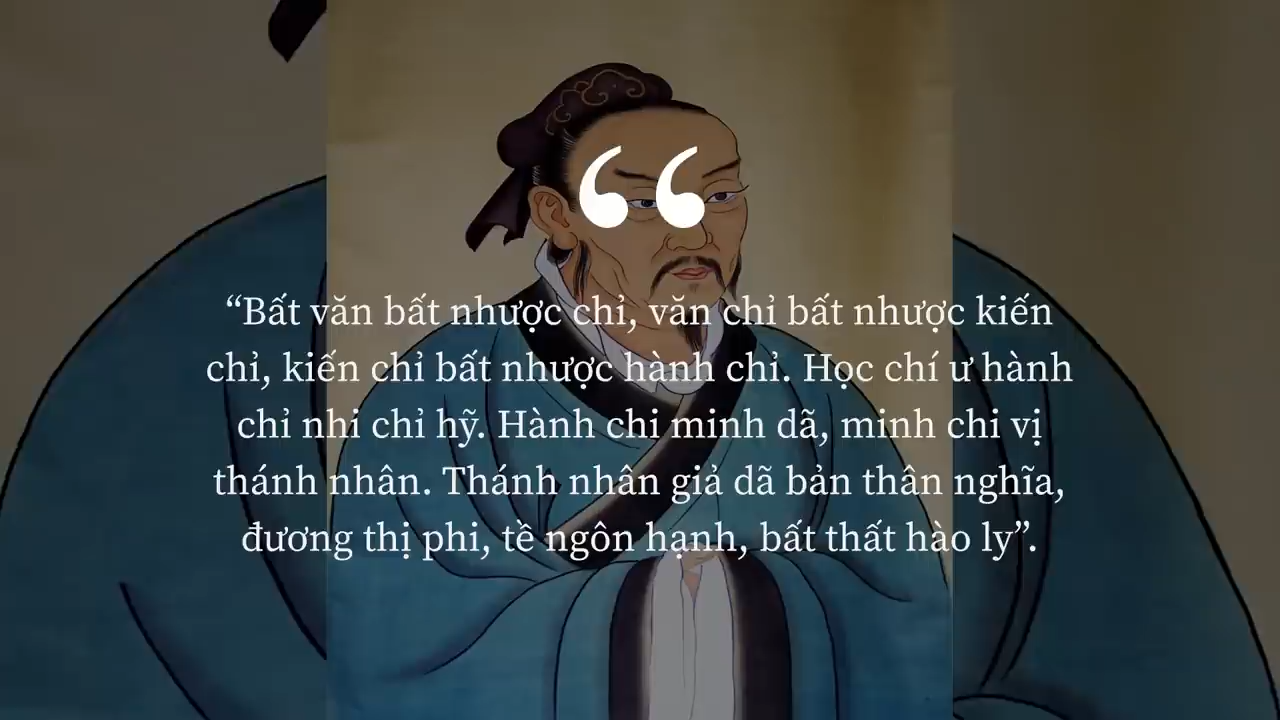 “Bất văn bất nhược chỉ, văn chỉ bất nhược kiến
chỉ, kiến chỉ bất nhược hành chỉ. Học chí ư hành
chỉ nhi chỉ hỹ. Hành chi minh dã, minh chi vị
thánh nhân. Thánh nhân giả dã bản thân nghĩa,
đương thị phi, tề ngôn hạnh, bất thất hào ly”.